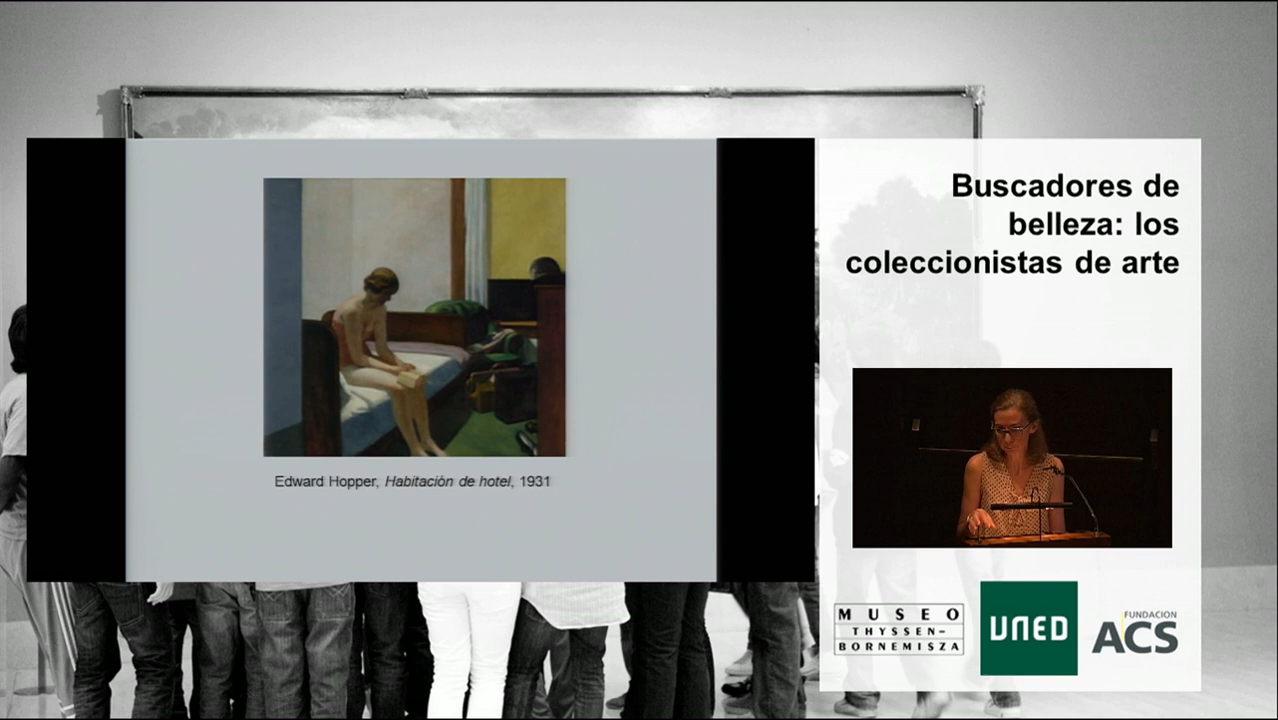 Buscadores de
belleza: los
coleccionistas de arte
Edward Hopper, Habitación de hotel, 1931
MUSEO
THYSSEN-
BORNEMISZA
UNED
FUNDACION
ACS